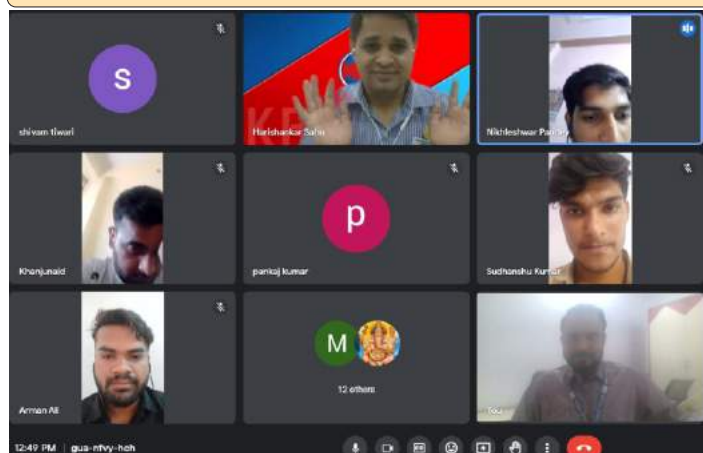 S
shivam tiwari
Harishankar Sahu
Nikhleshwar Pandey
Khanjunaid
p
pankaj kumar
Sudhanshu Kumar
Arman Ali
M
12 others
You
12:49 PM | gua-nfvy-hch